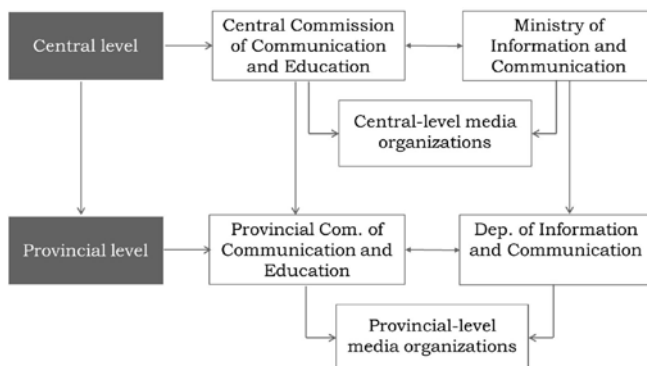 Central level
Central Commission
of Communication
and Education
Ministry of
Information and
Communication
Central-level media
organizations
Provincial level
Provincial Com. of
Communication and
Education
Dep. of Information
and Communication
Provincial-level
media organizations